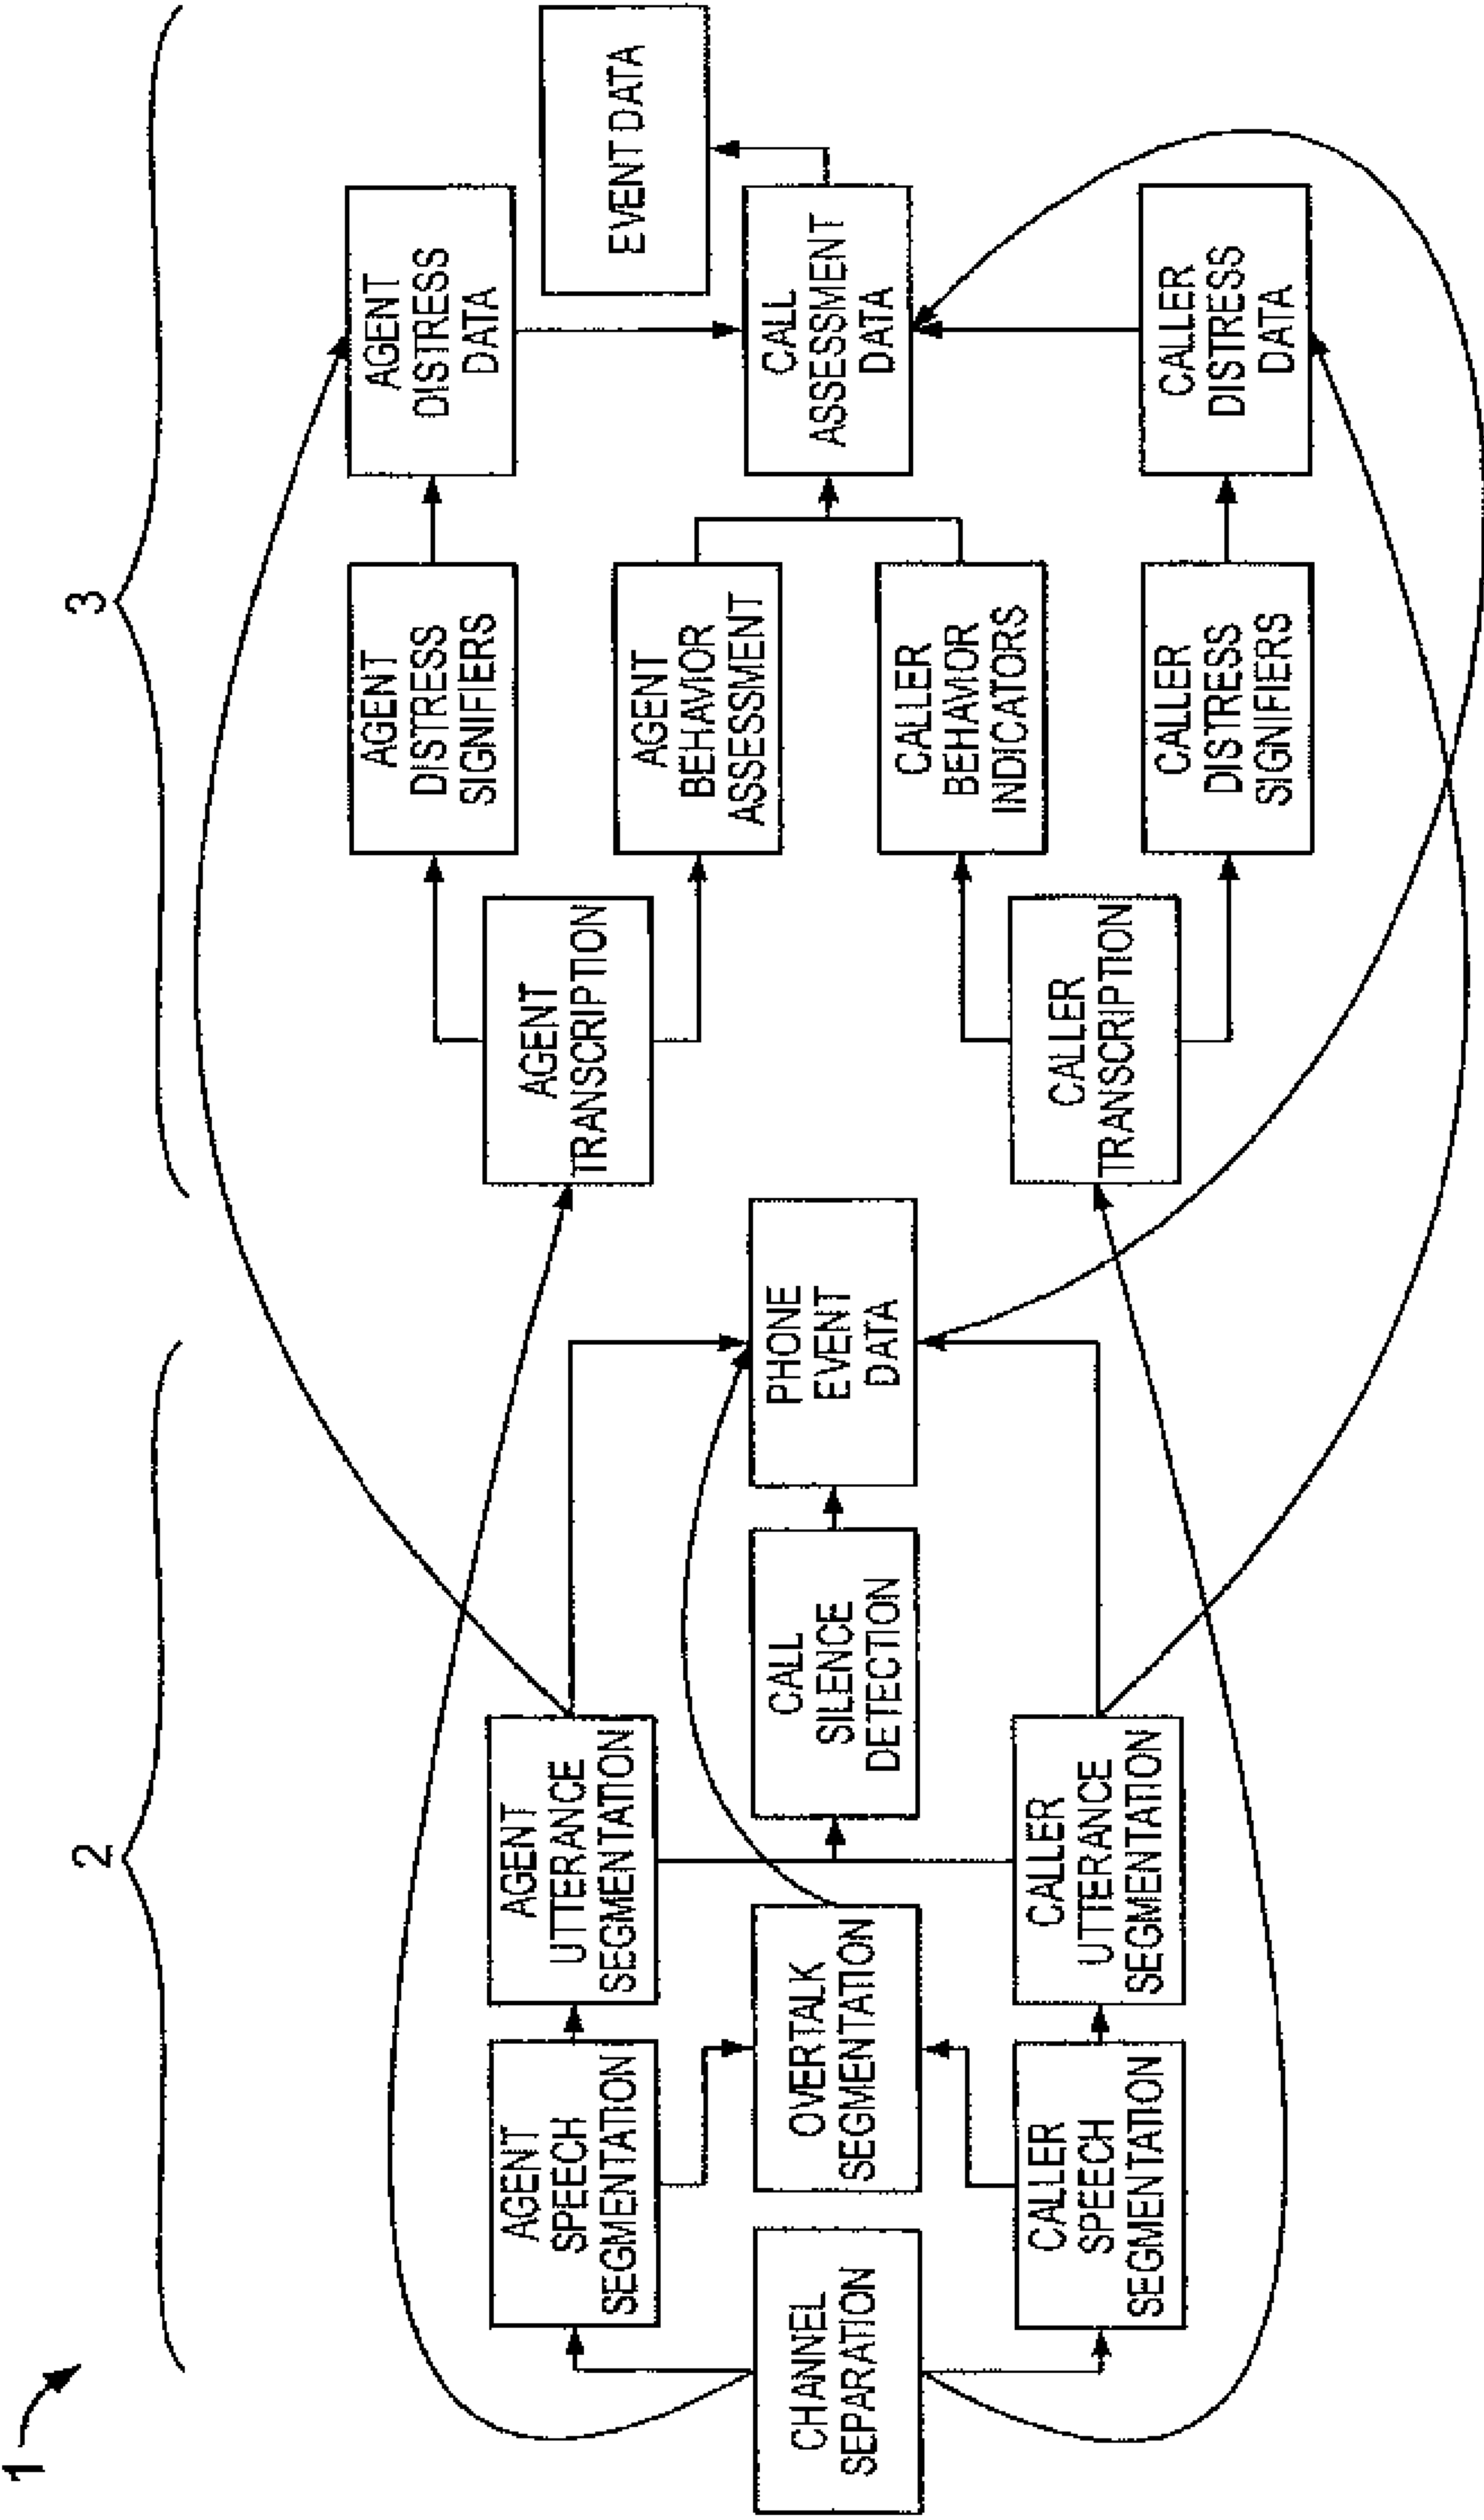 1
2
3
CHANNEL
SEPARATION
AGENT
SPEECH
SEGMENTATION
OVERTALK
SEGMENTATION
CALLER
SPEECH
SEGMENTATION
AGENT
UTTERANCE
SEGMENTATION
CALLER
UTTERANCE
SEGMENTATION
CALL
SILENCE
DETECTION
PHONE
EVENT
DATA
AGENT
TRANSCRIPTION
CALLER
TRANSCRIPTION
AGENT
DISTRESS
SIGNIFIERS
AGENT
BEHAVIOR
ASSESSMENT
CALLER
BEHAVIOR
INDICATORS
CALLER
DISTRESS
SIGNIFIERS
AGENT
DISTRESS
DATA
CALL
ASSESSMENT
DATA
CALLER
DISTRESS
DATA
EVENT DATA